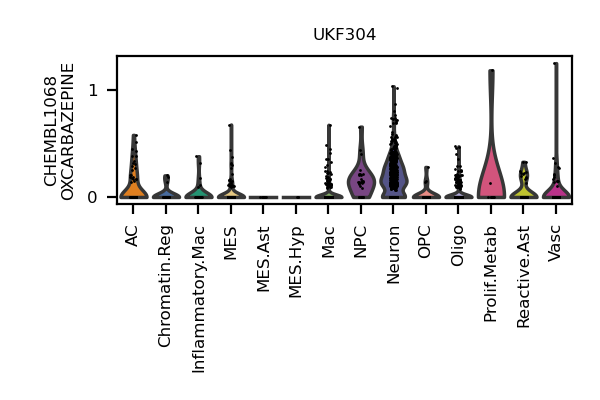 UKF304
CHEMBL1068
OXCARBAZEPINE
1
0
AC
Chromatin.Reg
Inflammatory.Mac
MES
MES.Ast
MES.Hyp
Mac
NPC
Neuron
OPC
Oligo
Prolif.Metab
Reactive.Ast
Vasc